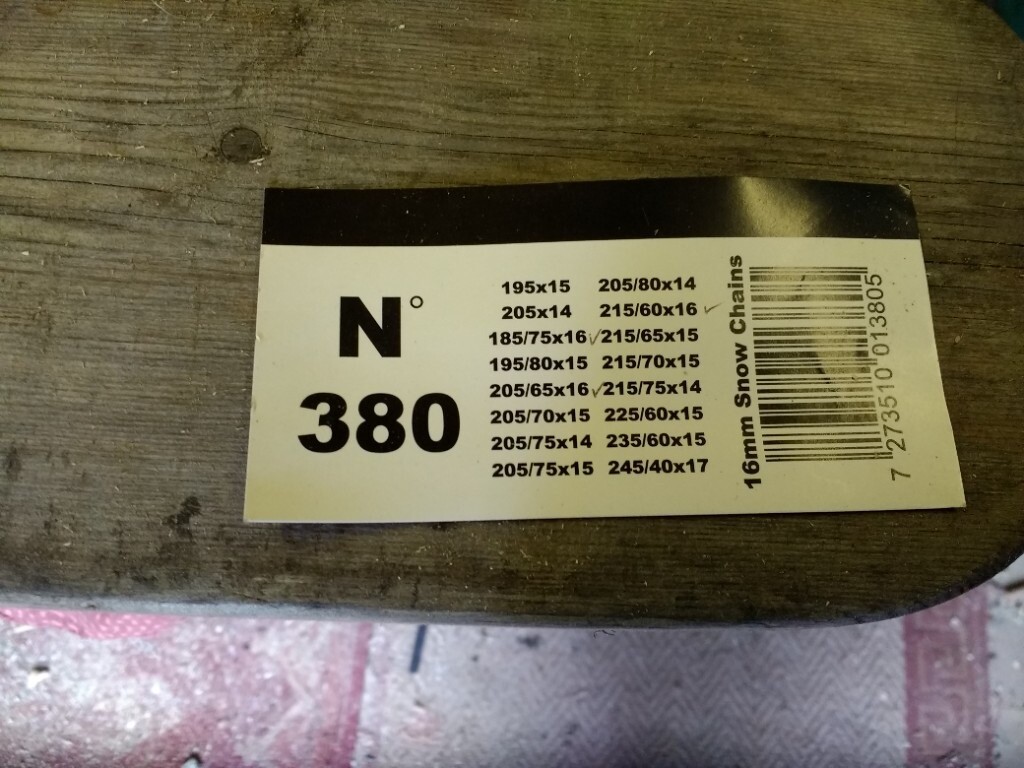 N°
380
195x15 205/80x14
205x14 215/60x16 ✓
185/75x16 ✓ 215/65x15
195/80x15 215/70x15
205/65x16 ✓ 215/75x14
205/70x15 225/60x15
205/75x14 235/60x15
205/75x15 245/40x17
16mm Snow Chains
7 273510 013805